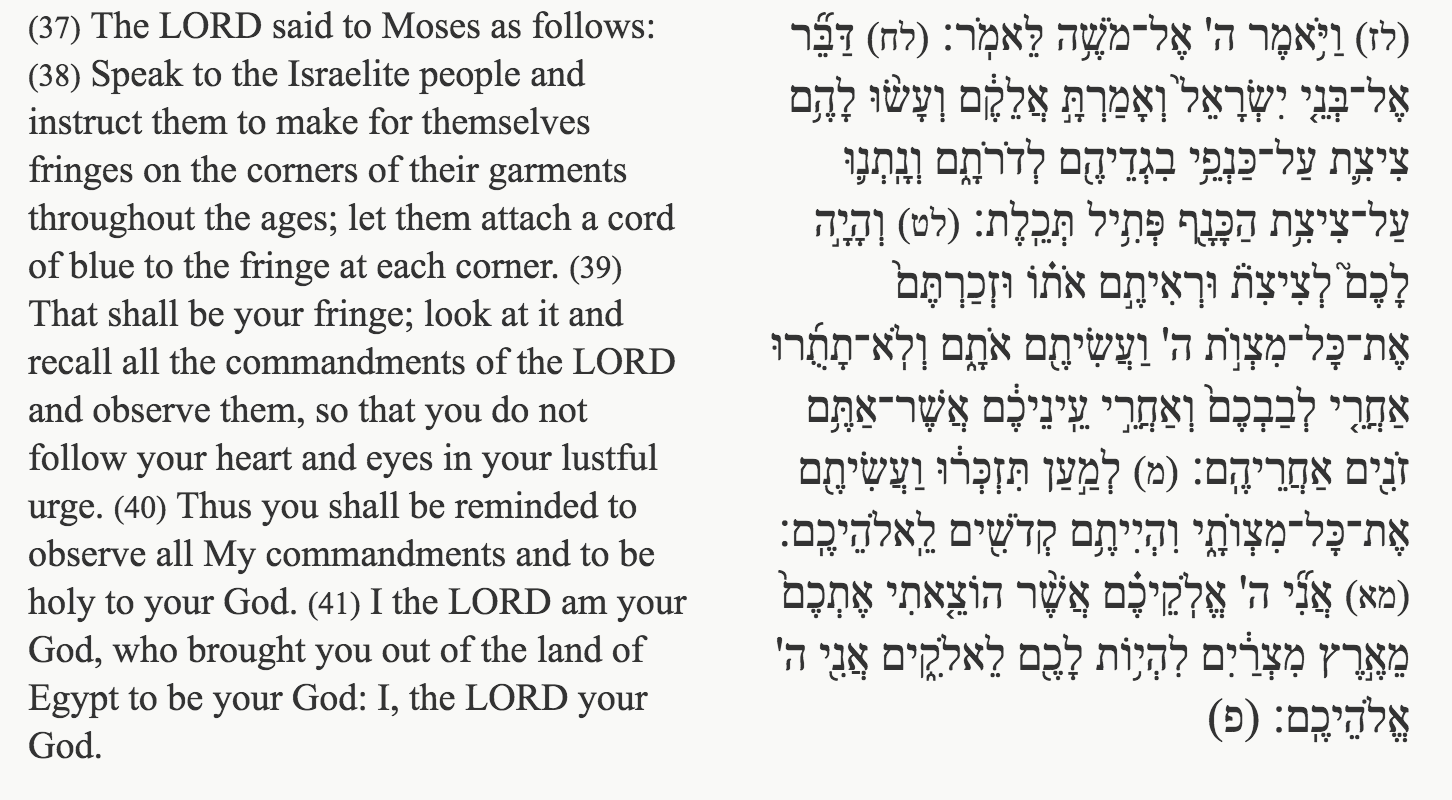 (37) The LORD said to Moses as follows:
(38) Speak to the Israelite people and
instruct them to make for themselves
fringes on the corners of their garments
throughout the ages; let them attach a cord
of blue to the fringe at each corner. (39)
That shall be your fringe; look at it and
recall all the commandments of the LORD
and observe them, so that you do not
follow your heart and eyes in your lustful
urge. (40) Thus you shall be reminded to
observe all My commandments and to be
holy to your God. (41) I the LORD am your
God, who brought you out of the land of
Egypt to be your God: I, the LORD your
God.
(לז) וַיֹּ֥אמֶר ה' אֶל־מֹשֶׁ֥ה לֵּאמֹֽר׃ (לח) דַּבֵּ֞ר
אֶל־בְּנֵ֤י יִשְׂרָאֵל֙ וְאָמַרְתָּ֣ אֲלֵקֶ֔ם וְעָשׂ֨וּ לָהֶ֥ם
צִיצִ֛ת עַל־כַּנְפֵ֥י בִגְדֵיהֶ֖ם לְדֹרֹתָ֑ם וְנָֽתְנ֛וּ
עַל־צִיצִ֥ת הַכָּנָ֖ף פְּתִ֥יל תְּכֵֽלֶת׃ (לט) וְהָיָ֣ה
לָכֶם֮ לְצִיצִת֒ וּרְאִיתֶ֣ם אֹת֗וֹ וּזְכַרְתֶּם֙
אֶת־כָּל־מִצְוֺ֣ת ה' וַעֲשִׂיתֶ֖ם אֹתָ֑ם וְלֹֽא־תָתֻ֜רוּ
אַחֲרֵ֤י לְבַבְכֶם֙ וְאַחֲרֵ֣י עֵֽינֵיכֶ֔ם אֲשֶׁר־אַתֶּ֥ם
זֹנִ֖ים אַחֲרֵיהֶֽם׃ (מ) לְמַ֣עַן תִּזְכְּר֔וּ וַעֲשִׂיתֶ֖ם
אֶת־כָּל־מִצְוֺתָ֑י וִהְיִיתֶ֥ם קְדֹשִׁ֖ים לֵֽאלֹהֵיכֶֽם׃
(מא) אֲנִ֞י ה' אֱלֹֽקֵיכֶ֗ם אֲשֶׁ֨ר הוֹצֵ֤אתִי אֶתְכֶם֙
מֵאֶ֣רֶץ מִצְרַ֔יִם לִהְי֥וֹת לָכֶ֖ם לֵאלֹקִ֑ים אֲנִ֖י ה'
אֱלֹהֵיכֶֽם׃ (פ)